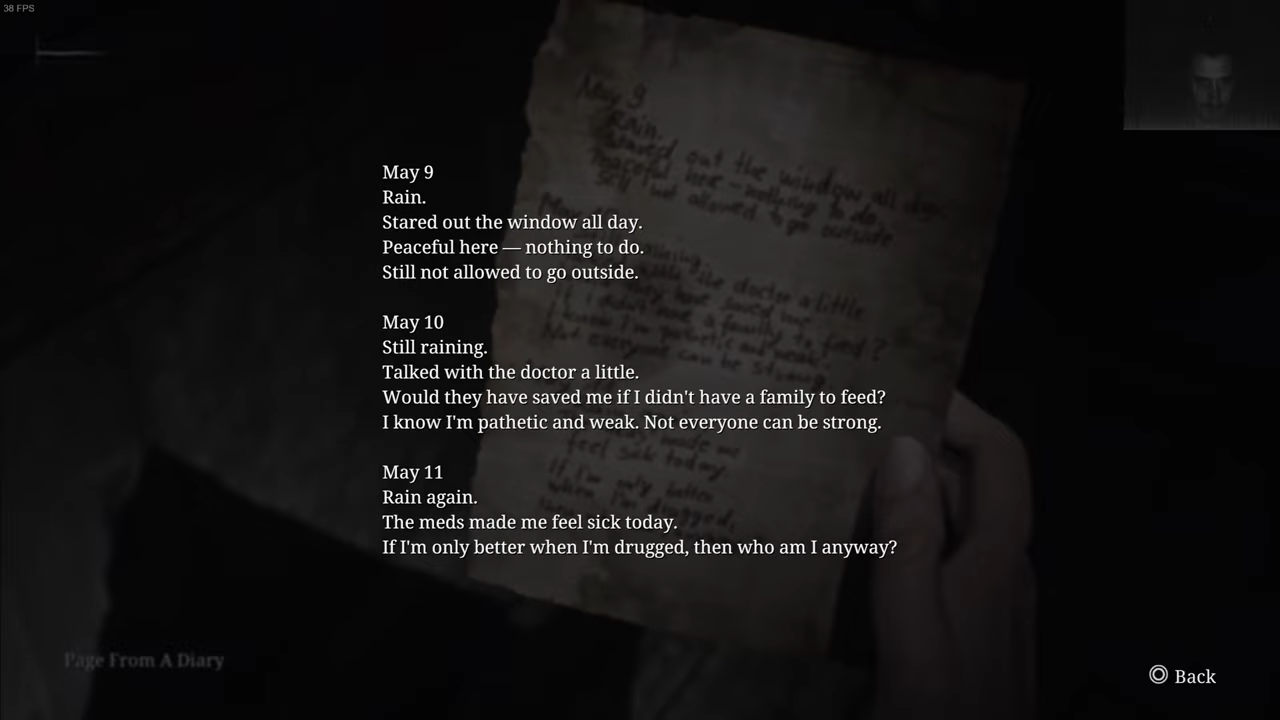 38 FPS
May 9
Rain.
Stared out the window all day.
Peaceful here — nothing to do.
Still not allowed to go outside.
May 10
Still raining.
Talked with the doctor a little.
Would they have saved me if I didn't have a family to feed?
I know I'm pathetic and weak. Not everyone can be strong.
May 11
Rain again.
The meds made me feel sick today.
If I'm only better when I'm drugged, then who am I anyway?
Page From A Diary
Back